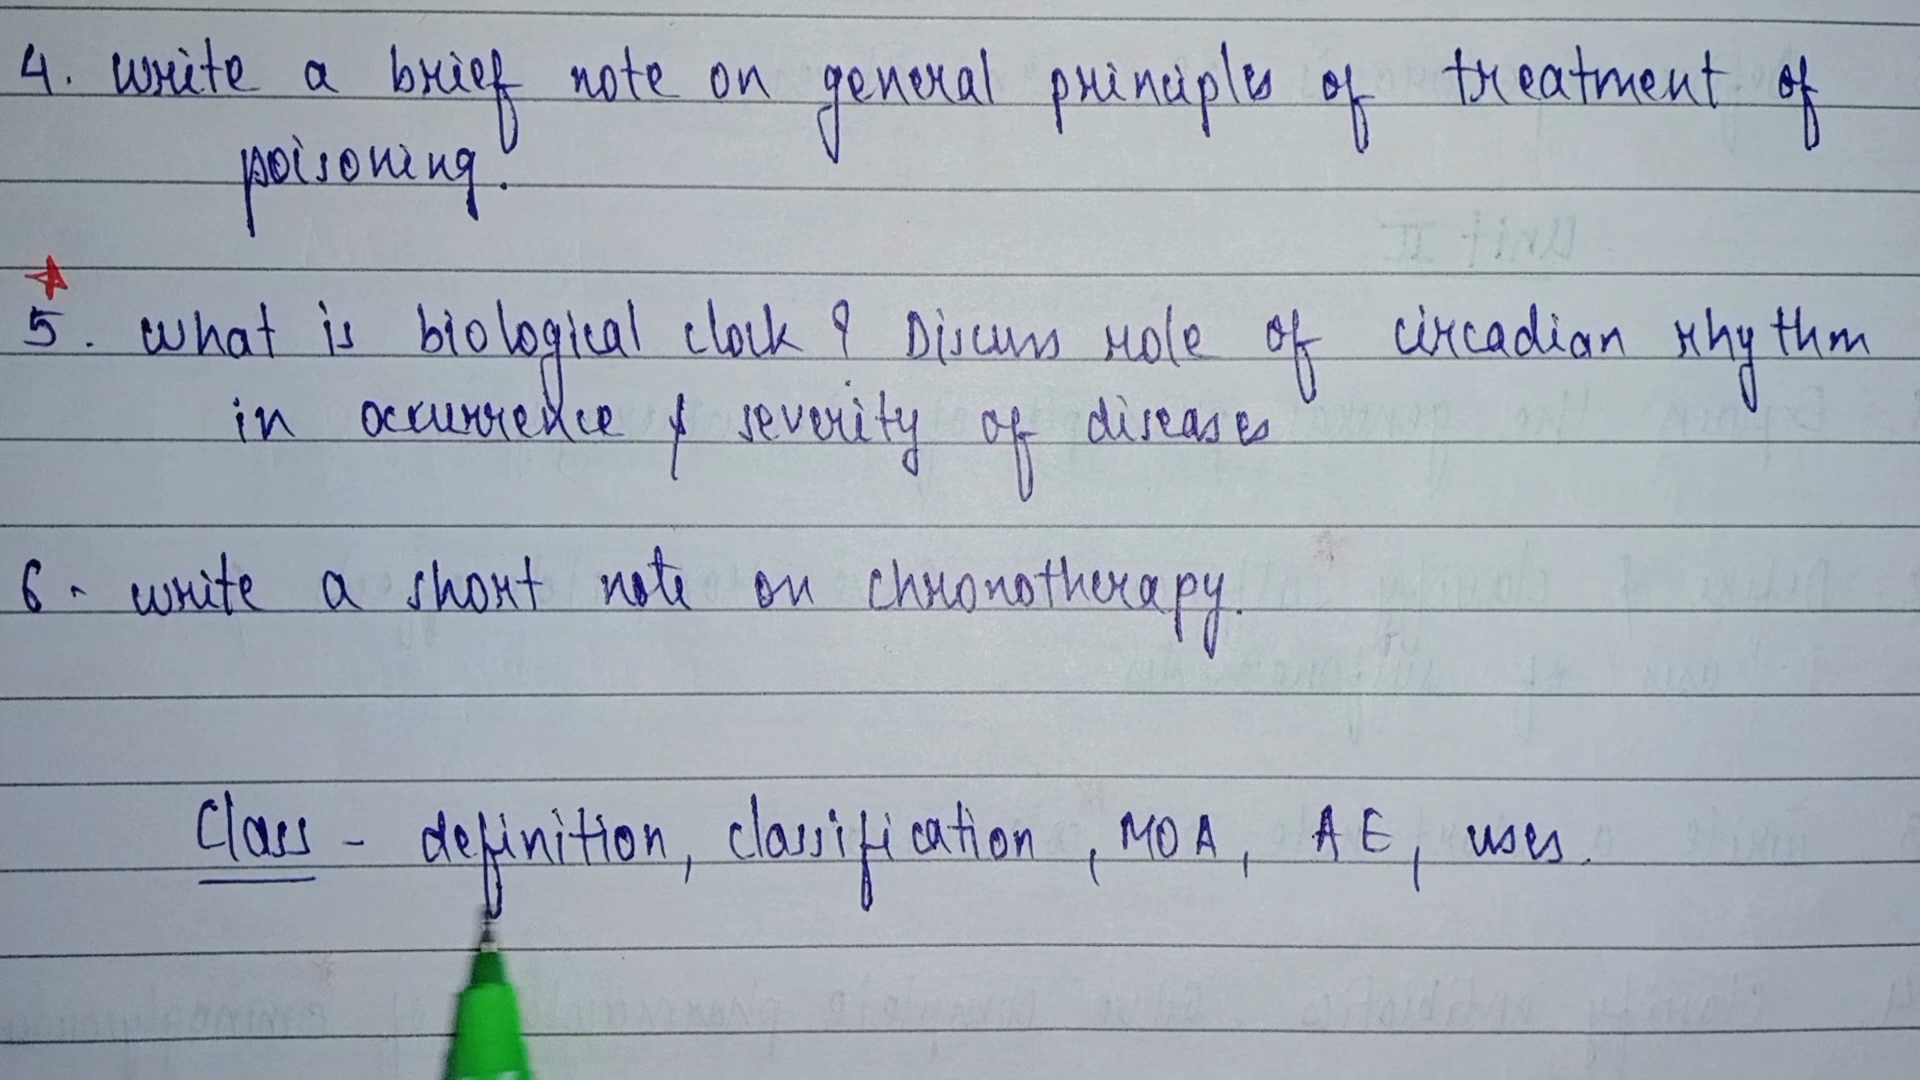 4. write a brief note on general principles of treatment of
poisoning.
5. What is biological clock ? Discuss role of circadian rhythm
in occurrence & severity of diseases
6. write a short note on chronotherapy.
Class - definition, classification, MOA, AE, uses.